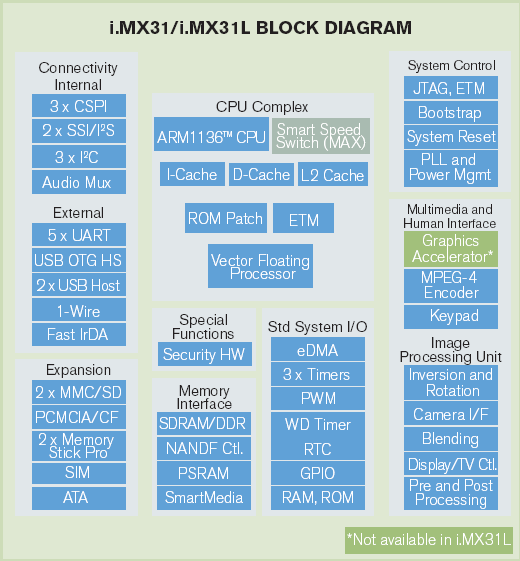 i.MX31/i.MX31L BLOCK DIAGRAM
Connectivity
Internal
3 x CSPI
2 x SSI/I²S
3 x I²C
Audio Mux
External
5 x UART
USB OTG HS
2 x USB Host
1-Wire
Fast IrDA
Expansion
2 x MMC/SD
PCMCIA/CF
2 x Memory
Stick Pro
SIM
ATA
CPU Complex
ARM1136™ CPU
Smart Speed
Switch (MAX)
I-Cache
D-Cache
L2 Cache
ROM Patch
ETM
Vector Floating
Processor
Special
Functions
Security HW
Memory
Interface
SDRAM/DDR
NANDF Ctl.
PSRAM
SmartMedia
Std System I/O
eDMA
3 x Timers
PWM
WD Timer
RTC
GPIO
RAM, ROM
System Control
JTAG, ETM
Bootstrap
System Reset
PLL and
Power Mgmt
Multimedia and
Human Interface
Graphics
Accelerator*
MPEG-4
Encoder
Keypad
Image
Processing Unit
Inversion and
Rotation
Camera I/F
Blending
Display/TV Ctl.
Pre and Post
Processing
*Not available in i.MX31L